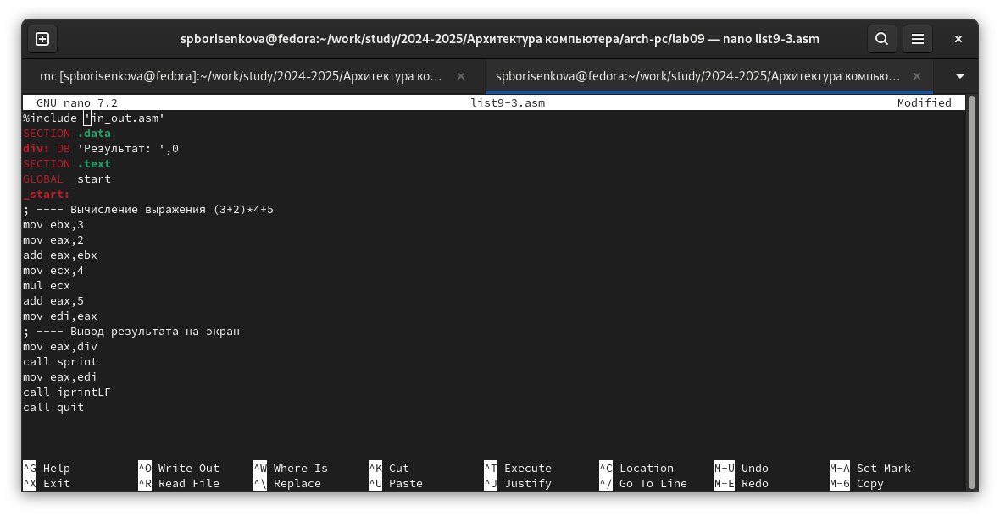 spborisenkova@fedora:~/work/study/2024-2025/Архитектура компьютера/arch-pc/lab09 — nano list9-3.asm
mc [spborisenkova@fedora]:~/work/study/2024-2025/Архитектура ко...
spborisenkova@fedora:~/work/study/2024-2025/Архитектура компью...
GNU nano 7.2 list9-3.asm Modified
%include 'in_out.asm'
SECTION .data
div: DB 'Результат: ',0
SECTION .text
GLOBAL _start
_start:
; ---- Вычисление выражения (3+2)*4+5
mov ebx,3
mov eax,2
add eax,ebx
mov ecx,4
mul ecx
add eax,5
mov edi,eax
; ---- Вывод результата на экран
mov eax,div
call sprint
mov eax,edi
call iprintLF
call quit
^G Help ^O Write Out ^W Where Is ^K Cut ^T Execute ^C Location M-U Undo M-A Set Mark
^X Exit ^R Read File ^\ Replace ^U Paste ^J Justify ^/ Go To Line M-E Redo M-6 Copy